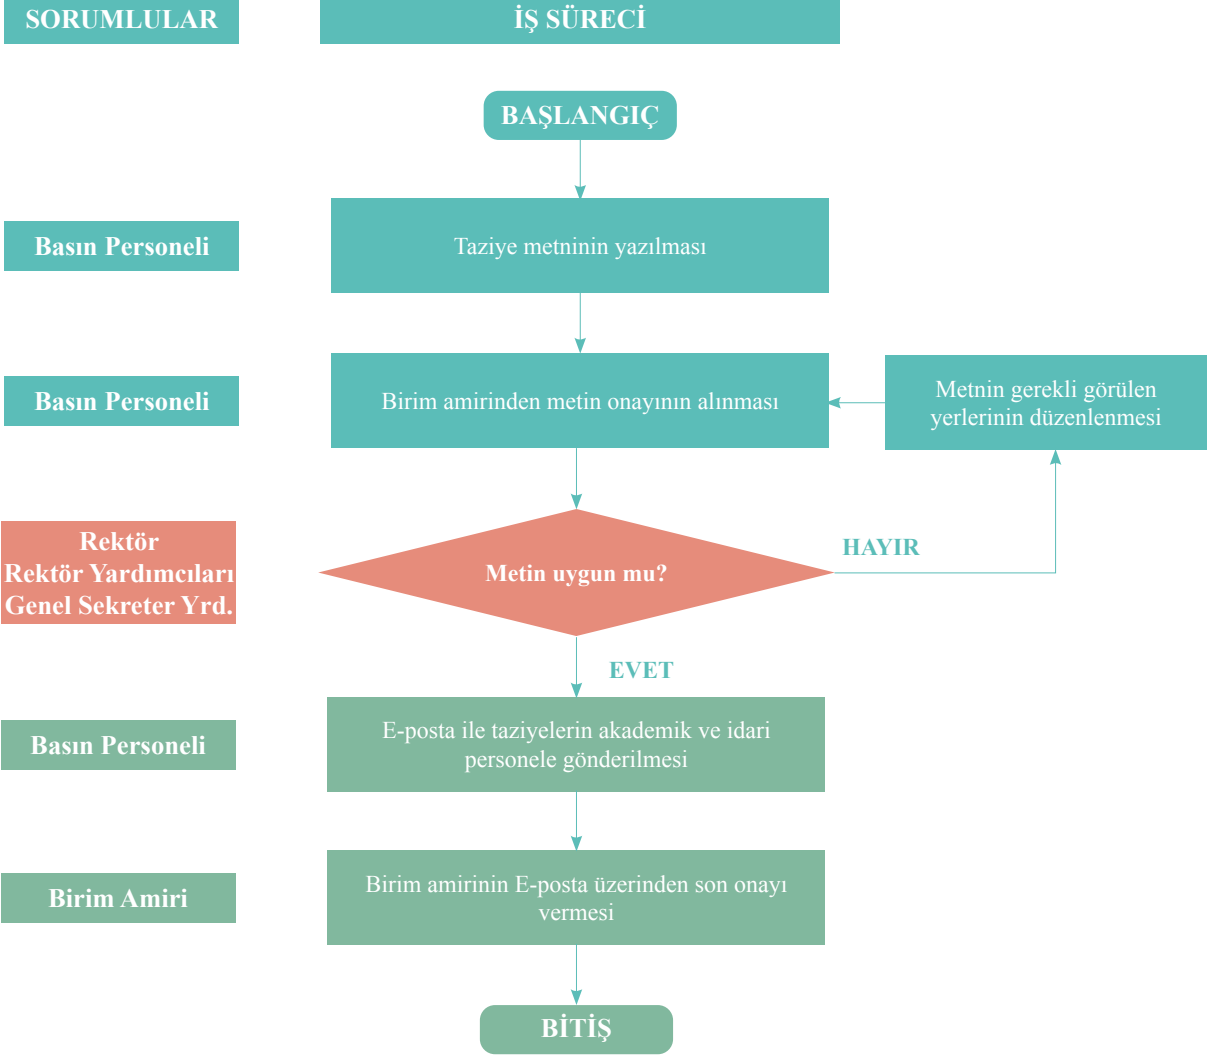 SORUMLULAR
İŞ SÜRECİ
BAŞLANGIÇ
Basın Personeli
Taziye metninin yazılması
Basın Personeli
Birim amirinden metin onayının alınması
Metnin gerekli görülen
yerlerinin düzenlenmesi
Rektör
Rektör Yardımcıları
Genel Sekreter Yrd.
Metin uygun mu?
HAYIR
EVET
Basın Personeli
E-posta ile taziyelerin akademik ve idari
personele gönderilmesi
Birim Amiri
Birim amirinin E-posta üzerinden son onayı
vermesi
BİTİŞ